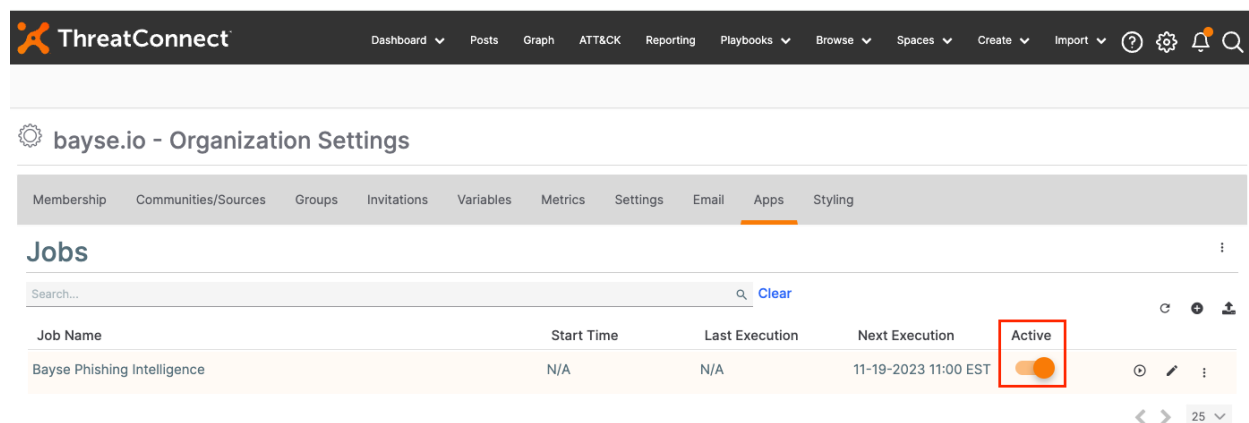 ThreatConnect Dashboard Posts Graph ATT&CK Reporting Playbooks Browse Spaces Create Import
bayse.io - Organization Settings
Membership Communities/Sources Groups Invitations Variables Metrics Settings Email Apps Styling
Jobs
Search... Clear
Job Name Start Time Last Execution Next Execution Active
Bayse Phishing Intelligence N/A N/A 11-19-2023 11:00 EST
25